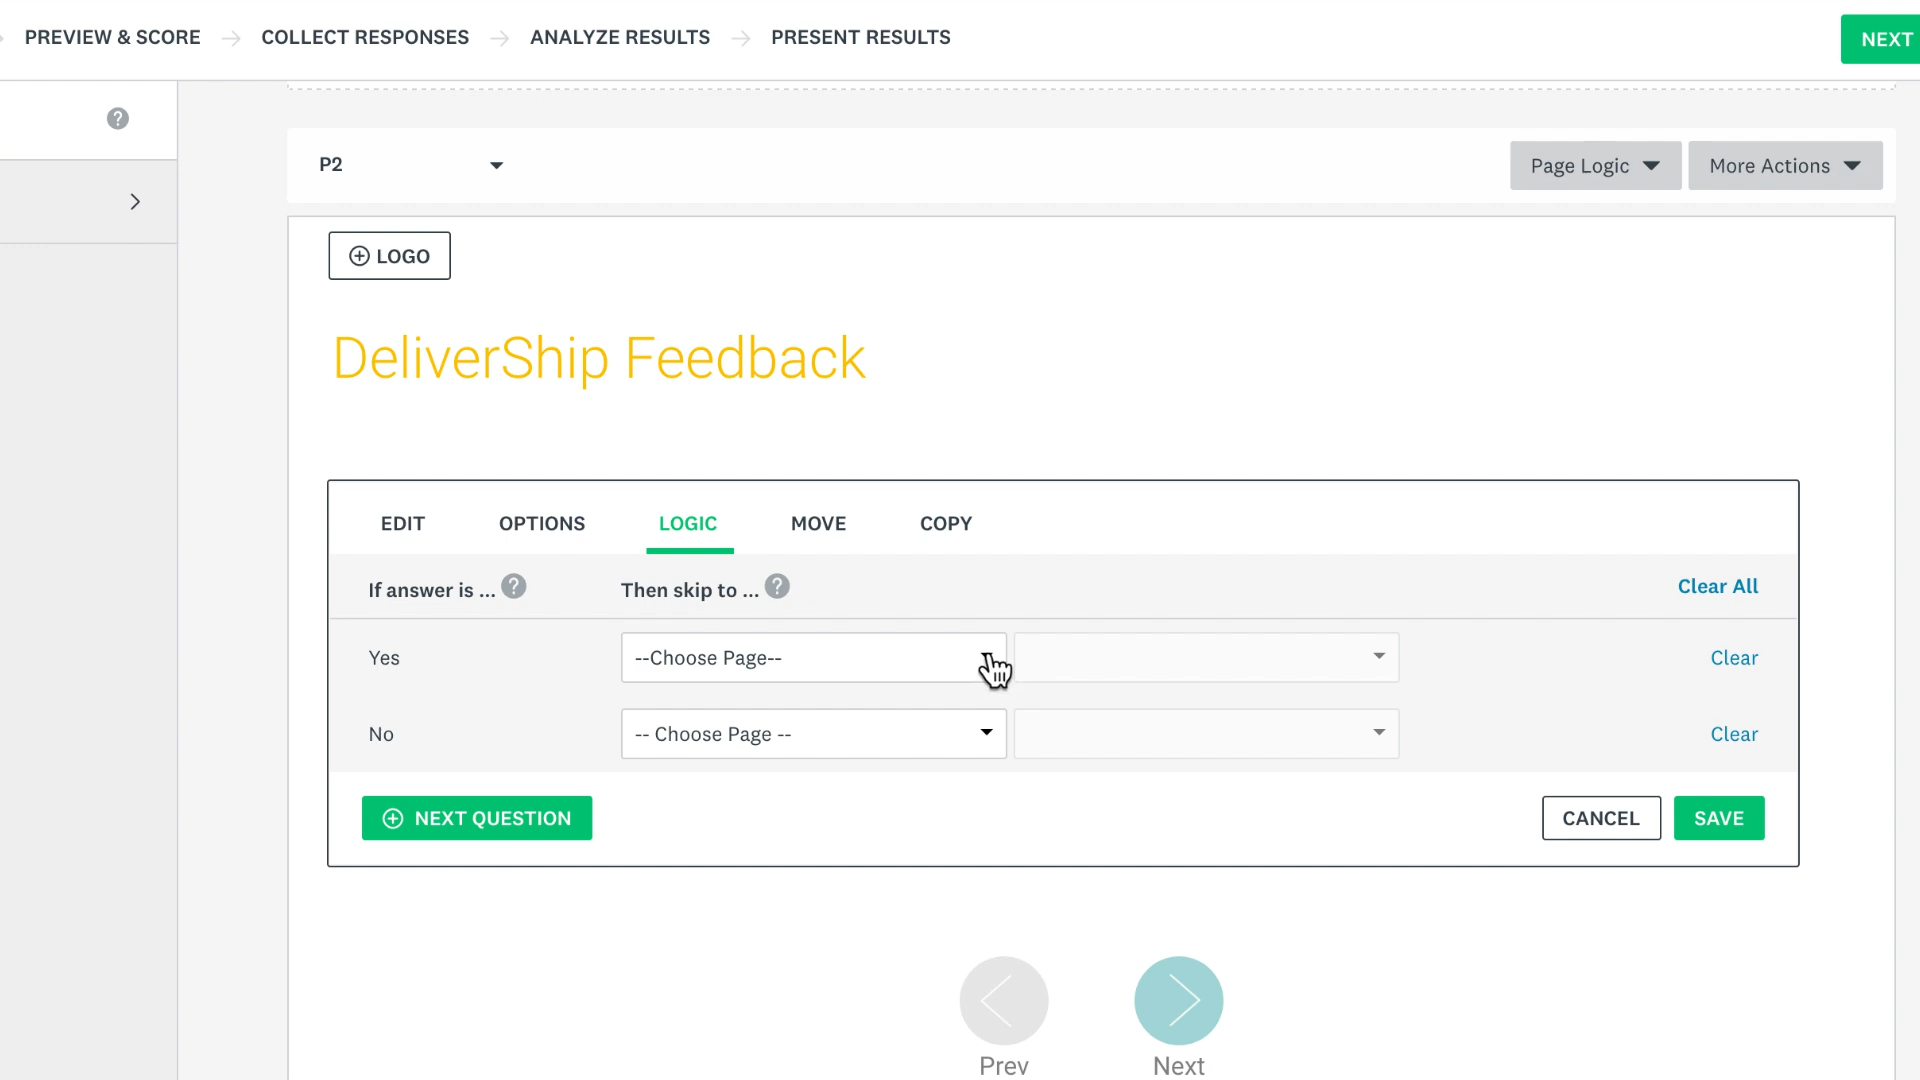 PREVIEW & SCORE → COLLECT RESPONSES → ANALYZE RESULTS → PRESENT RESULTS NEXT
?
P2 Page Logic More Actions
LOGO
DeliverShip Feedback
EDIT OPTIONS LOGIC MOVE COPY
If answer is ... ? Then skip to ... ? Clear All
Yes --Choose Page-- Clear
No -- Choose Page -- Clear
NEXT QUESTION CANCEL SAVE
Prev Next